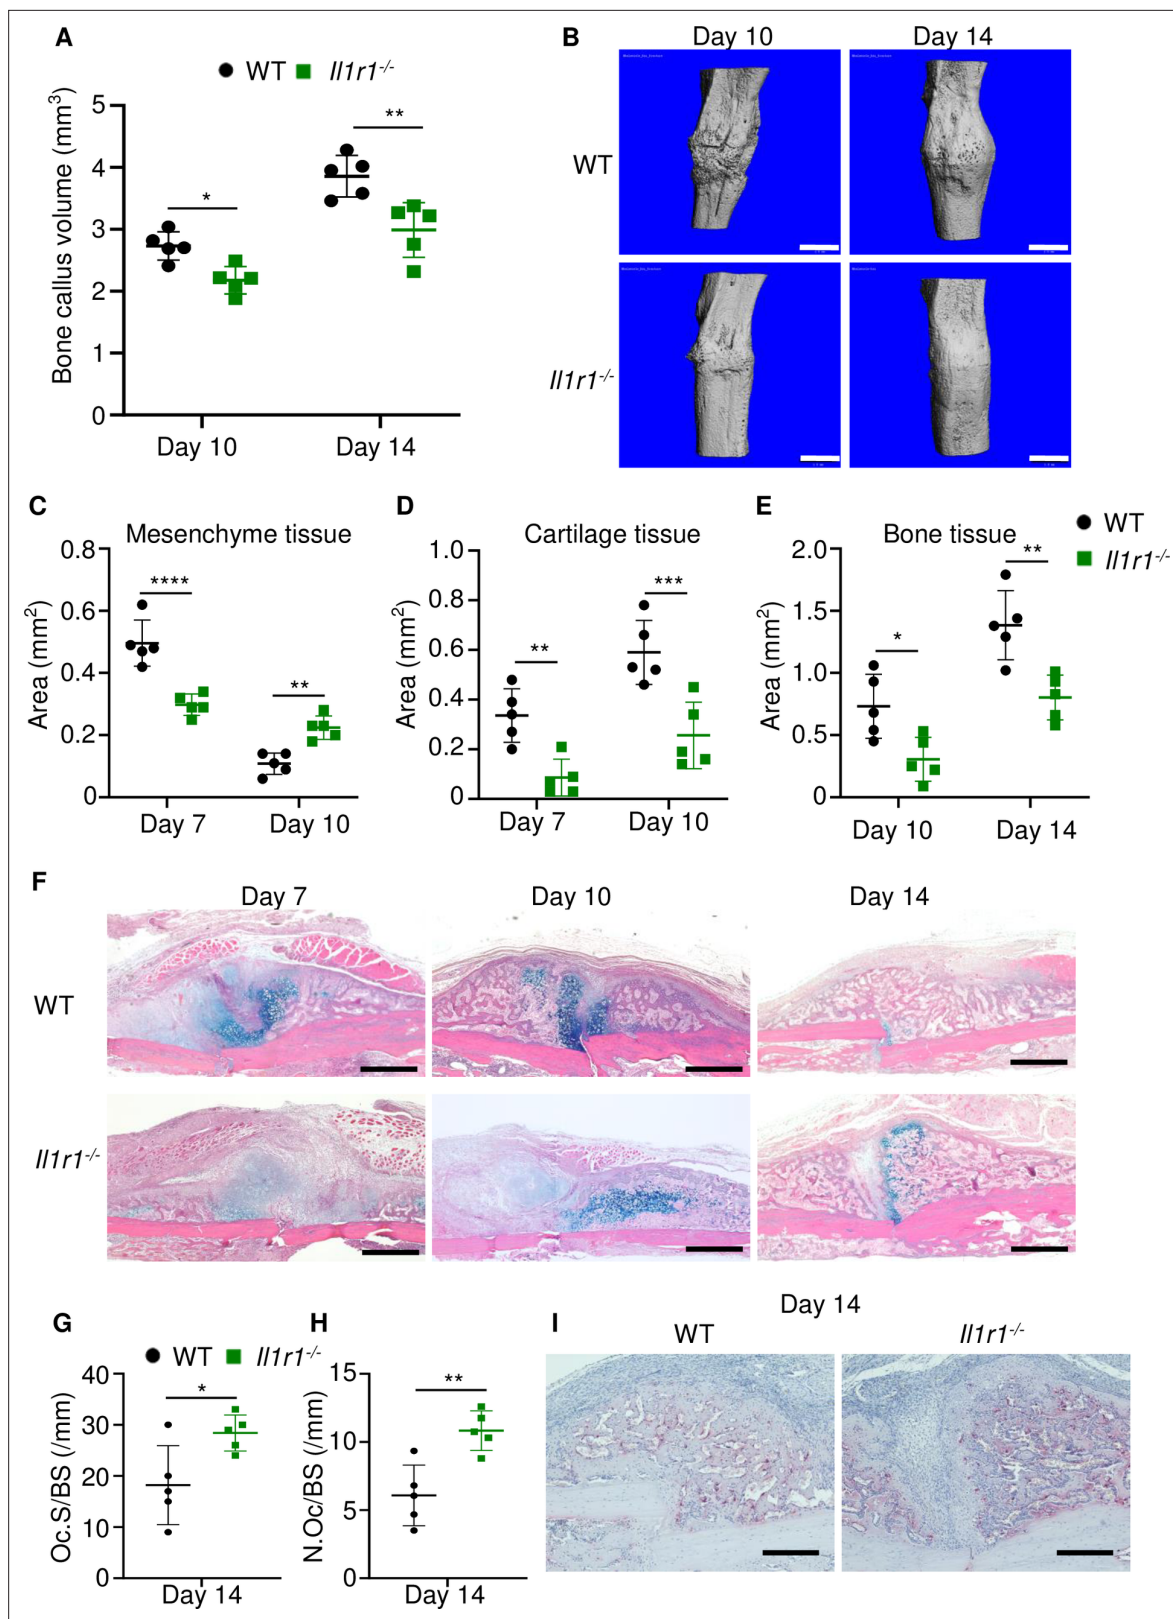 A
WT Il1r1-/-
Bone callus volume (mm3)
5
4
3
2
1
0
*
**
Day 10 Day 14
B
Day 10 Day 14
WT
Il1r1-/-
C
Mesenchyme tissue
Area (mm2)
0.8
0.6
0.4
0.2
0
****
**
Day 7 Day 10
D
Cartilage tissue
Area (mm2)
1.0
0.8
0.6
0.4
0.2
0
**
***
Day 7 Day 10
E
Bone tissue
Area (mm2)
2.0
1.5
1.0
0.5
0
*
**
Day 10 Day 14
WT
Il1r1-/-
F
Day 7 Day 10 Day 14
WT
Il1r1-/-
G
WT Il1r1-/-
Oc.S/BS (/mm)
40
30
20
10
0
*
Day 14
H
N.Oc/BS (/mm)
15
10
5
0
**
Day 14
I
Day 14
WT Il1r1-/-